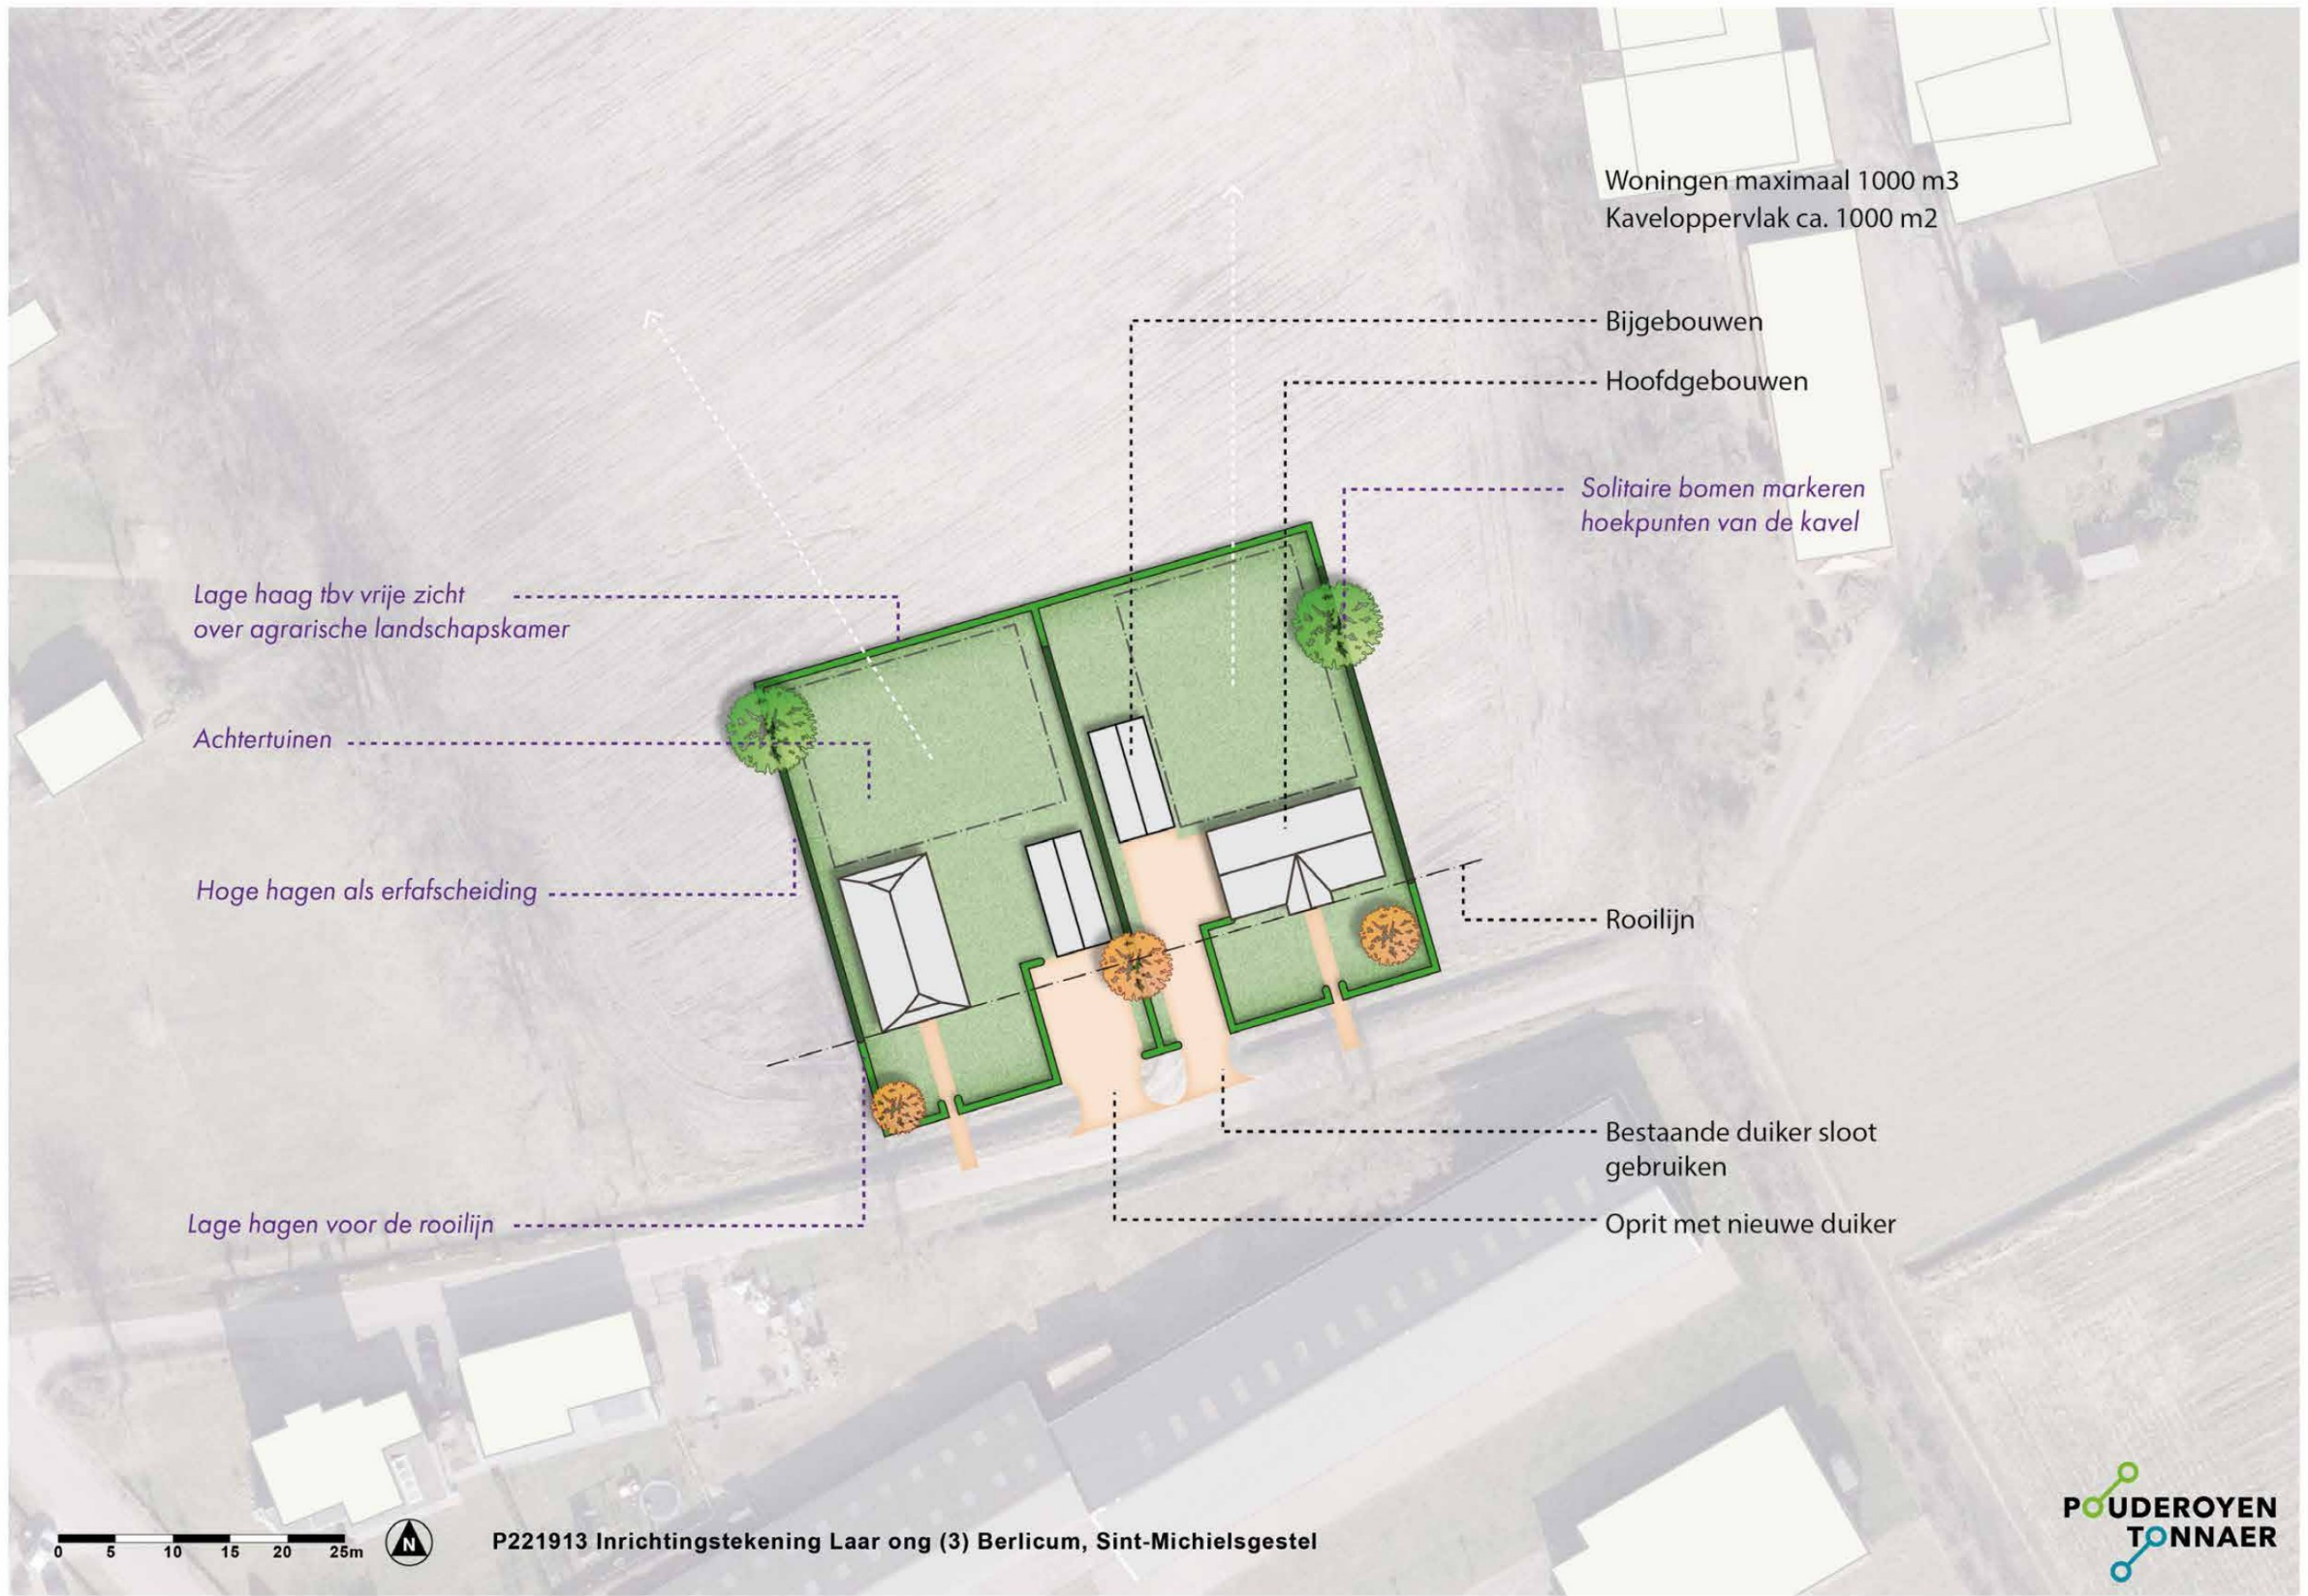 Woningen maximaal 1000 m3
Kaveloppervlak ca. 1000 m2
Bijgebouwen
Hoofdgebouwen
Solitaire bomen markeren
hoekpunten van de kavel
Lage haag tbv vrije zicht
over agrarische landschapskamer
Achtertuinen
Hoge hagen als erfafscheiding
Rooilijn
Bestaande duiker sloot
gebruiken
Lage hagen voor de rooilijn
Oprit met nieuwe duiker
0 5 10 15 20 25m
N
P221913 Inrichtingstekening Laar ong (3) Berlicum, Sint-Michielsgestel
POUDEROYEN
TONNAER